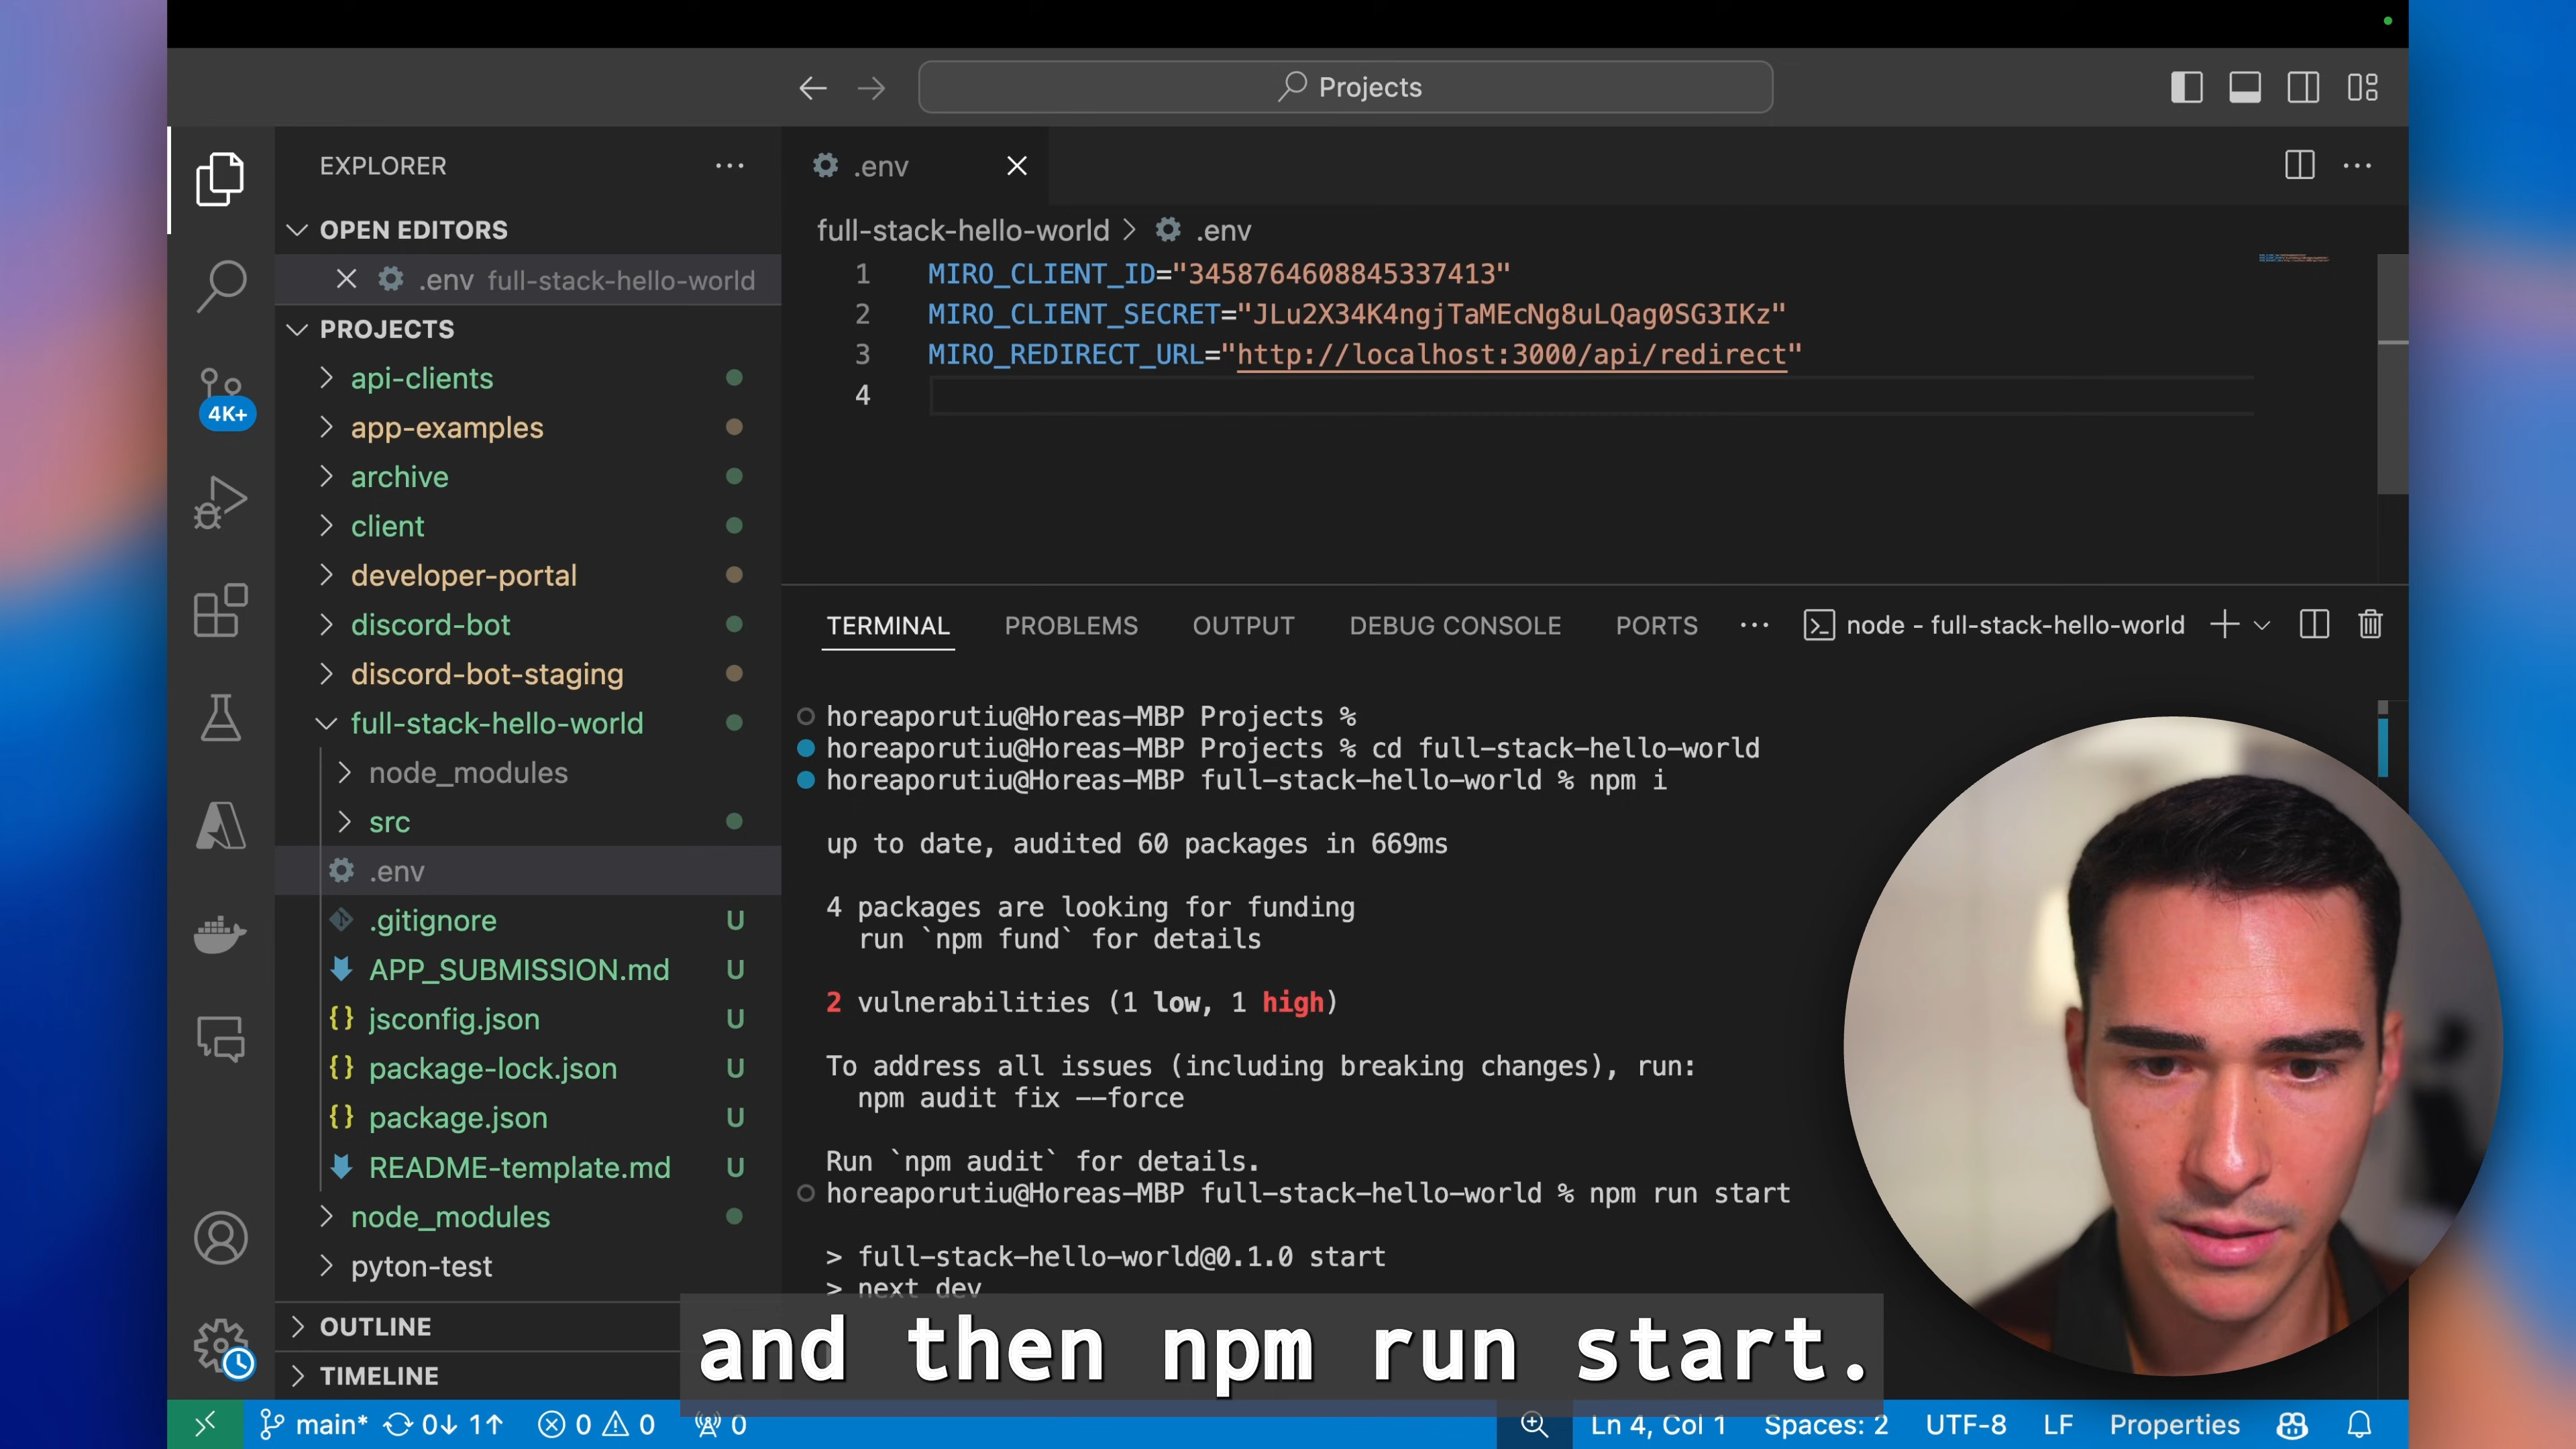 Projects
EXPLORER
OPEN EDITORS
.env full-stack-hello-world
PROJECTS
api-clients
app-examples
archive
client
developer-portal
discord-bot
discord-bot-staging
full-stack-hello-world
node_modules
src
.env
.gitignore U
APP_SUBMISSION.md U
jsconfig.json U
package-lock.json U
package.json U
README-template.md U
node_modules
pyton-test
OUTLINE
TIMELINE
4K+
.env
full-stack-hello-world > .env
1 MIRO_CLIENT_ID="3458764608845337413"
2 MIRO_CLIENT_SECRET="JLu2X34K4ngjTaMEcNg8uLQag0SG3IKz"
3 MIRO_REDIRECT_URL="http://localhost:3000/api/redirect"
4
TERMINAL PROBLEMS OUTPUT DEBUG CONSOLE PORTS node - full-stack-hello-world
horeaporutiu@Horeas-MBP Projects %
horeaporutiu@Horeas-MBP Projects % cd full-stack-hello-world
horeaporutiu@Horeas-MBP full-stack-hello-world % npm i
up to date, audited 60 packages in 669ms
4 packages are looking for funding
run `npm fund` for details
2 vulnerabilities (1 low, 1 high)
To address all issues (including breaking changes), run:
npm audit fix --force
Run `npm audit` for details.
horeaporutiu@Horeas-MBP full-stack-hello-world % npm run start
> full-stack-hello-world@0.1.0 start
> next dev
and then npm run start.
main* 0↓ 1↑ 0 0 0 Ln 4, Col 1 Spaces: 2 UTF-8 LF Properties